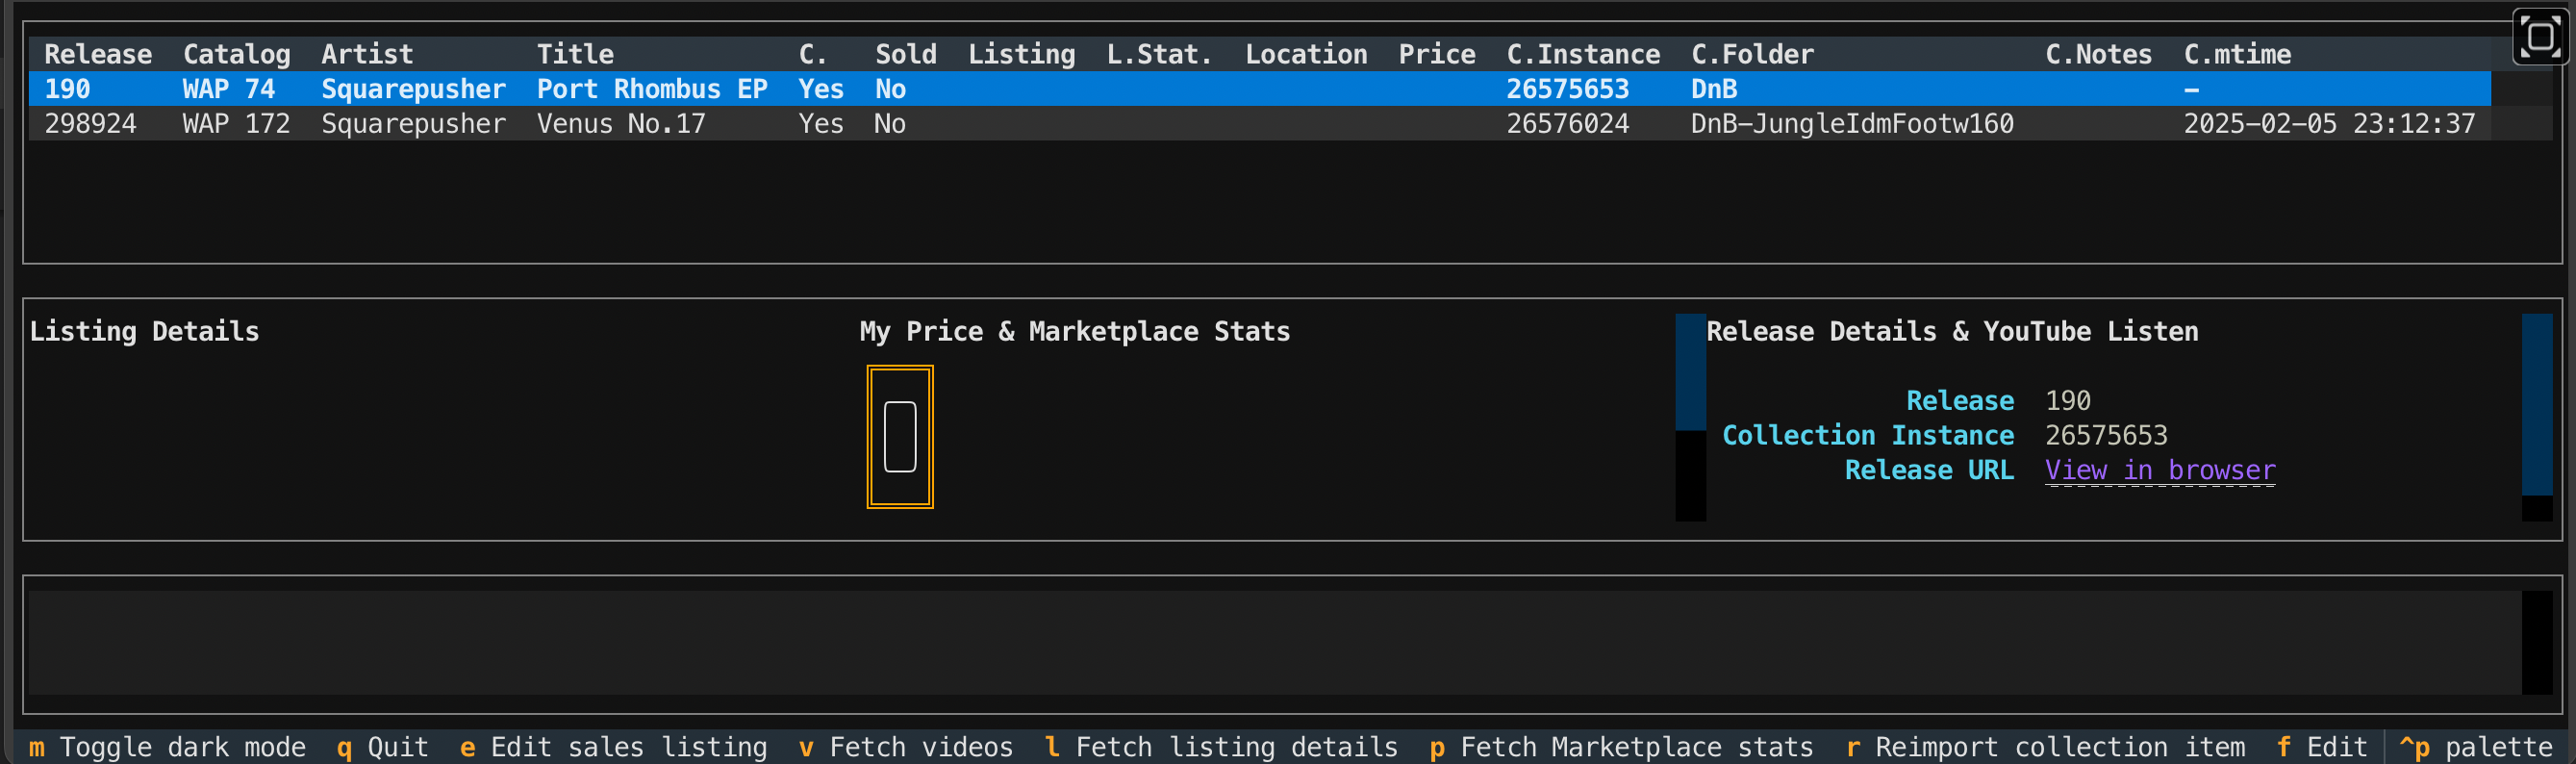 Release Catalog Artist Title C. Sold Listing L.Stat. Location Price C.Instance C.Folder C.Notes C.mtime
190 WAP 74 Squarepusher Port Rhombus EP Yes No 26575653 DnB –
298924 WAP 172 Squarepusher Venus No.17 Yes No 26576024 DnB-JungleIdmFootw160 2025-02-05 23:12:37
Listing Details
My Price & Marketplace Stats
Release Details & YouTube Listen
Release 190
Collection Instance 26575653
Release URL View in browser
m Toggle dark mode q Quit e Edit sales listing v Fetch videos l Fetch listing details p Fetch Marketplace stats r Reimport collection item f Edit ^p palette